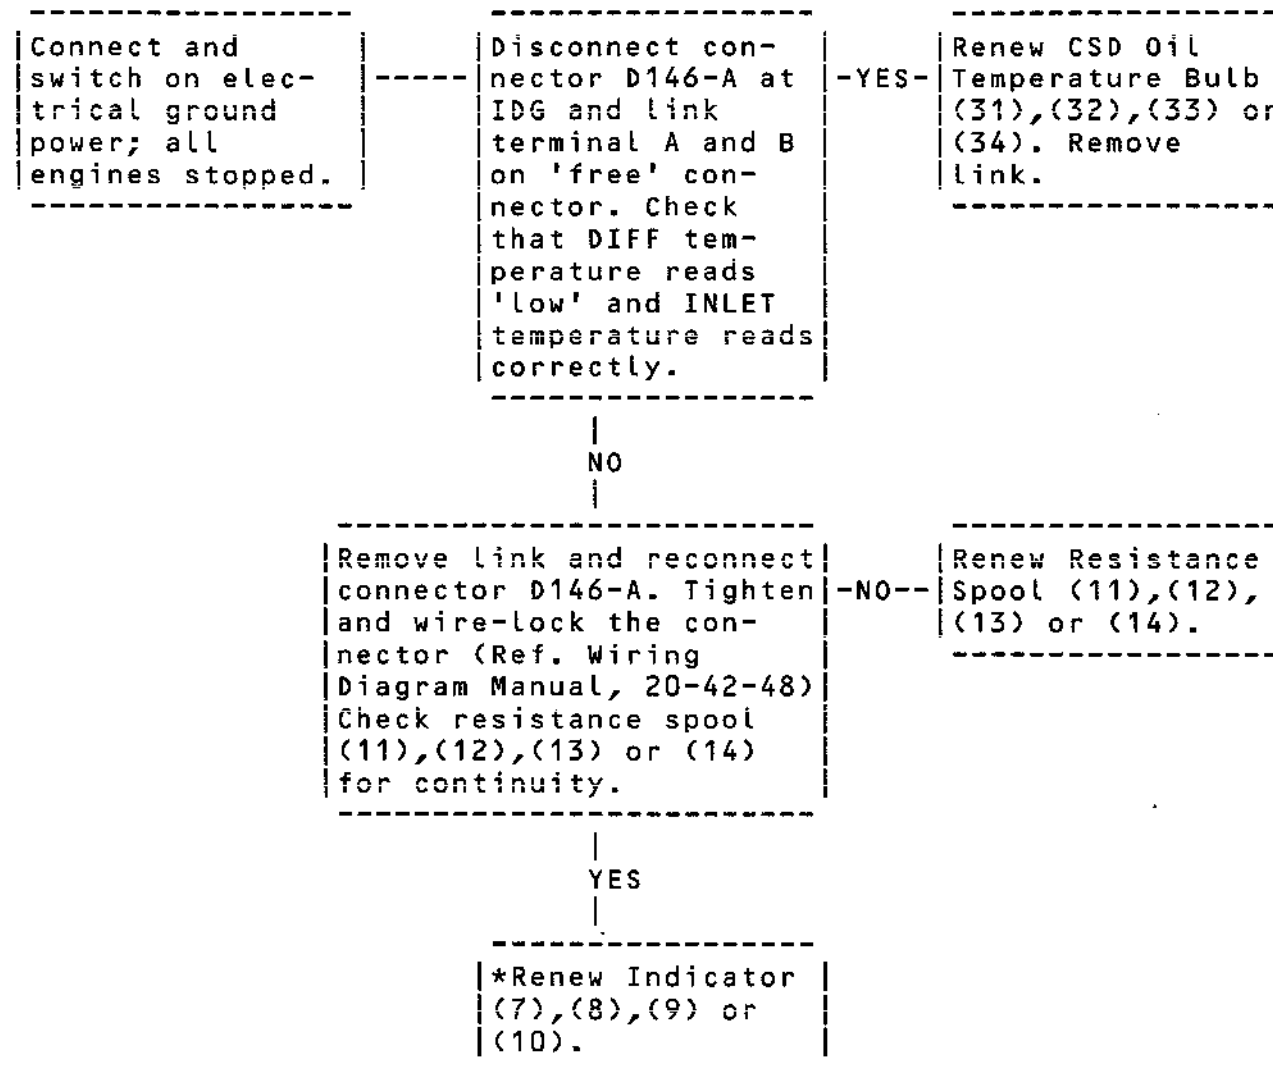 Connect and
switch on elec-
trical ground
power; all
engines stopped.
Disconnect con-
nector D146-A at
IDG and link
terminal A and B
on 'free' con-
nector. Check
that DIFF tem-
perature reads
'low' and INLET
temperature reads
correctly.
-YES-
Renew CSD Oil
Temperature Bulb
(31),(32),(33) or
(34). Remove
link.
NO
Remove link and reconnect
connector D146-A. Tighten
and wire-lock the con-
nector (Ref. Wiring
Diagram Manual, 20-42-48)
Check resistance spool
(11),(12),(13) or (14)
for continuity.
-NO--
Renew Resistance
Spool (11),(12),
(13) or (14).
YES
*Renew Indicator
(7),(8),(9) or
(10).